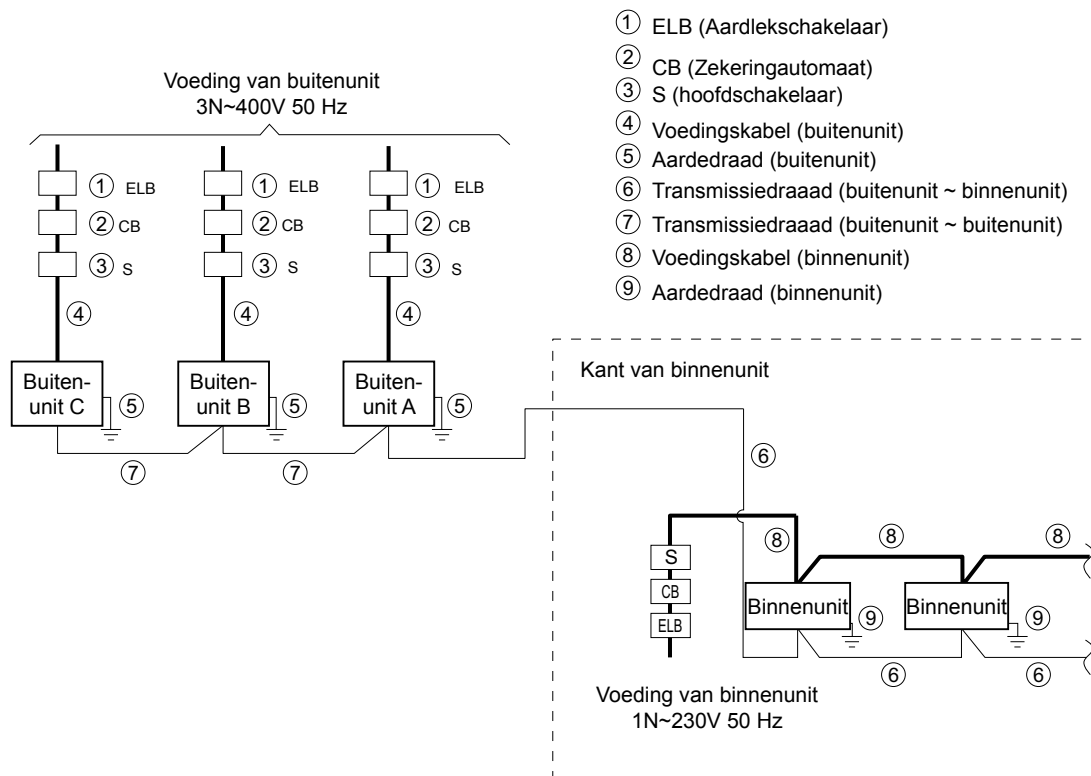 ① ELB (Aardlekschakelaar)
② CB (Zekeringautomaat)
③ S (hoofdschakelaar)
④ Voedingskabel (buitenunit)
⑤ Aardedraad (buitenunit)
⑥ Transmissiedraaad (buitenunit ~ binnenunit)
⑦ Transmissiedraaad (buitenunit ~ buitenunit)
⑧ Voedingskabel (binnenunit)
⑨ Aardedraad (binnenunit)
Voeding van buitenunit
3N~400V 50 Hz
① ELB ① ELB ① ELB
② CB ② CB ② CB
③ S ③ S ③ S
④ ④ ④
Buiten-
unit C
⑤
Buiten-
unit B
⑤
Buiten-
unit A
⑤
⑦ ⑦
Kant van binnenunit
⑥
⑧ ⑧ ⑧
S
CB
ELB
Binnenunit ⑨ Binnenunit ⑨
⑥ ⑥
Voeding van binnenunit
1N~230V 50 Hz